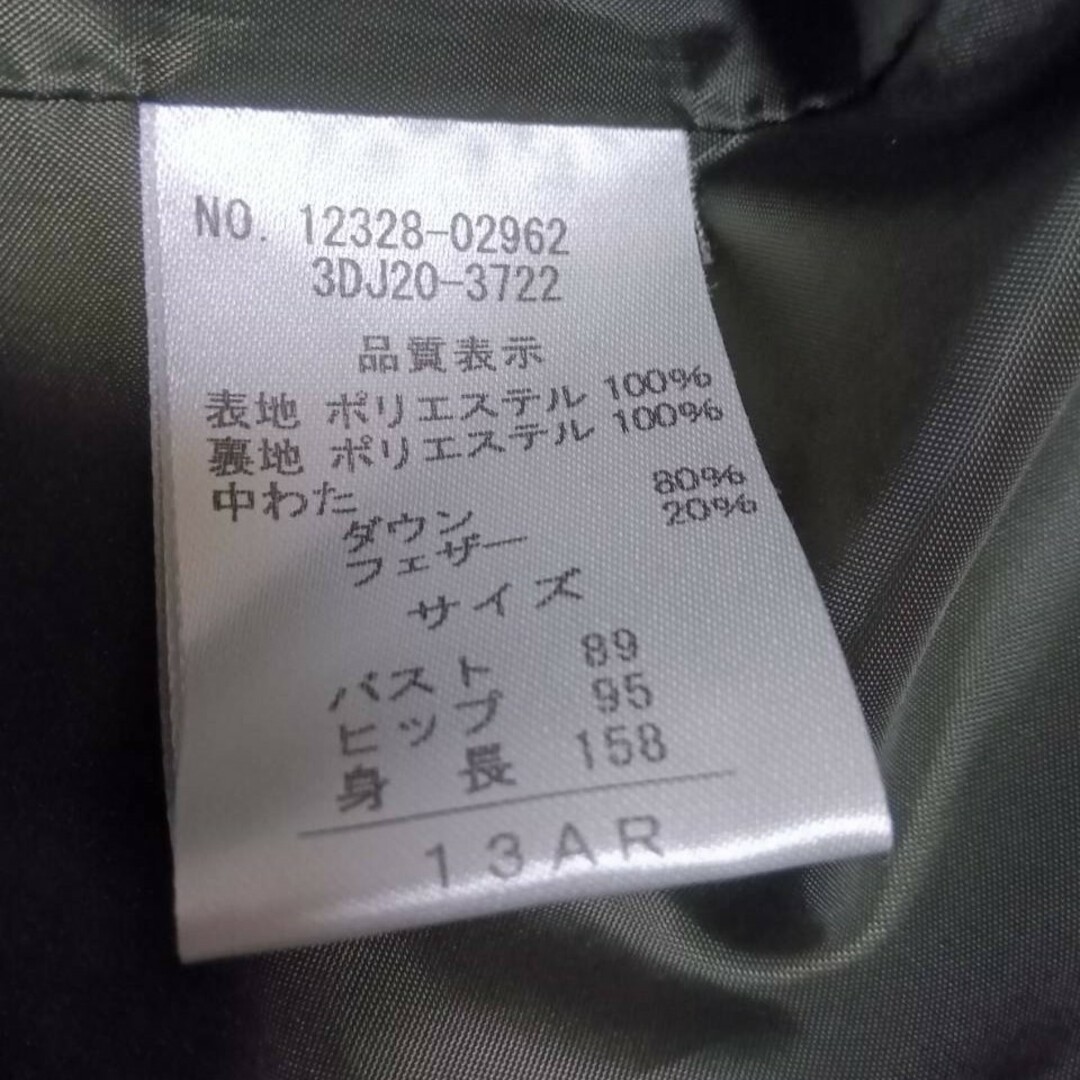 NO. 12328-02962
3DJ20-3722
品質表示
表地 ポリエステル 100%
裏地 ポリエステル 100%
中わた
ダウン 80%
フェザー 20%
サイズ
バスト 89
ヒップ 95
身長 158
13AR